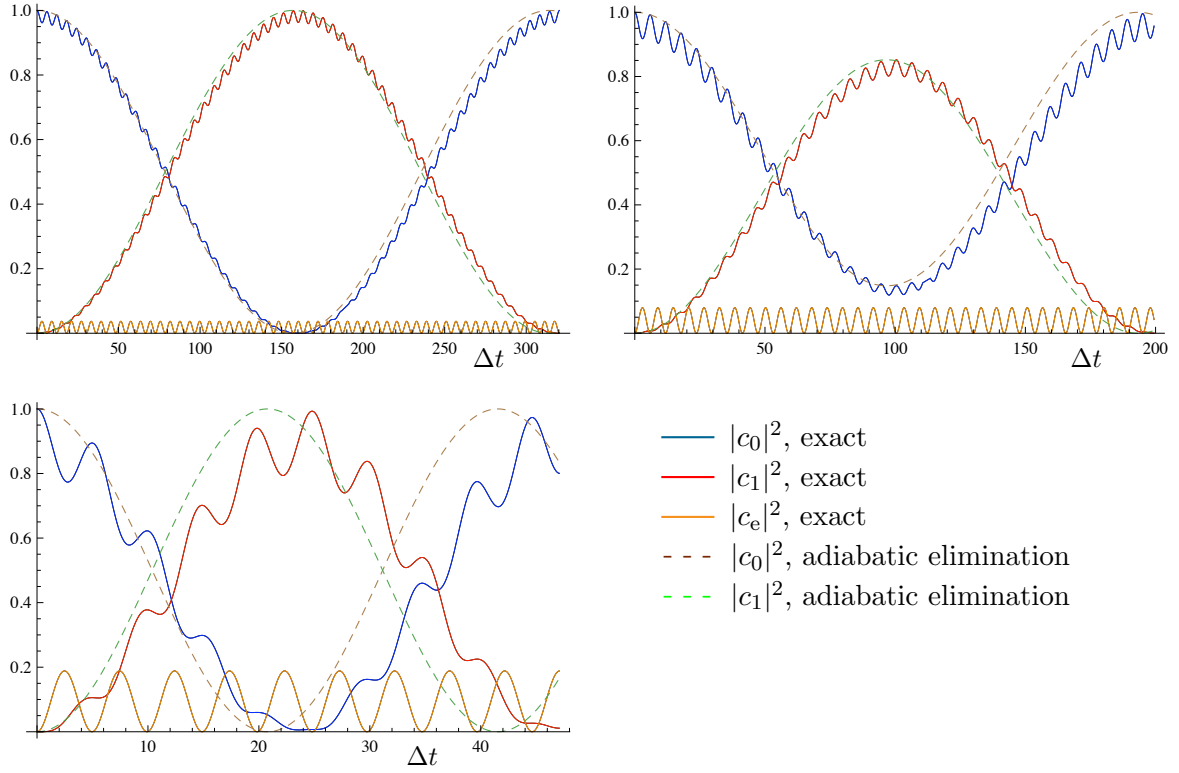 1.0
0.8
0.6
0.4
0.2
50 100 150 200 250 300
Δt
1.0
0.8
0.6
0.4
0.2
50 100 150 200
Δt
1.0
0.8
0.6
0.4
0.2
10 20 30 40
Δt
|c₀|², exact
|c₁|², exact
|cₑ|², exact
|c₀|², adiabatic elimination
|c₁|², adiabatic elimination